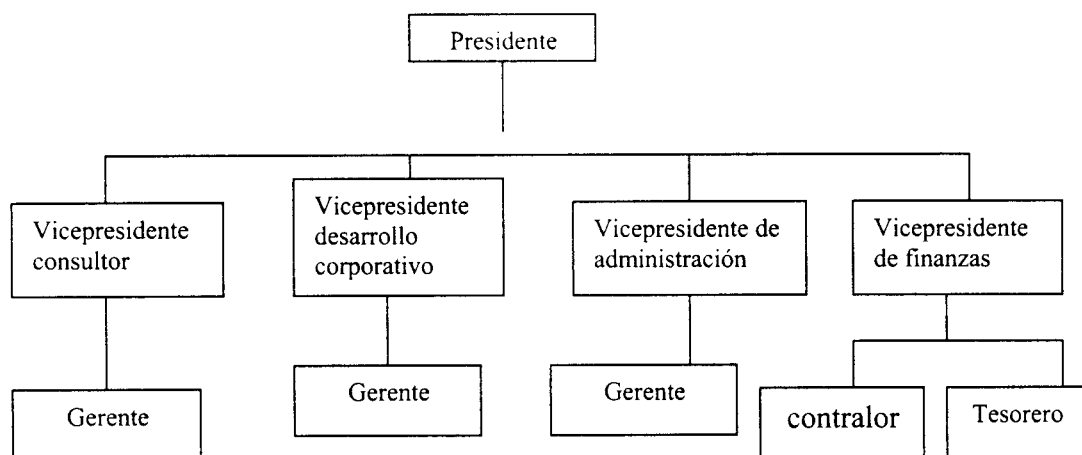 Presidente
Vicepresidente
consultor
Vicepresidente
desarrollo
corporativo
Vicepresidente de
administración
Vicepresidente
de finanzas
Gerente
Gerente
Gerente
contralor
Tesorero